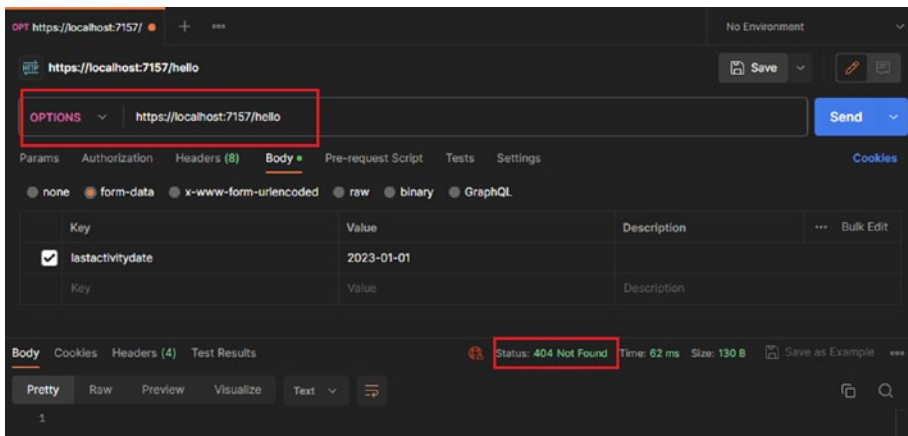 OPT https://localhost:7157/ + ••• No Environment
HTTP https://localhost:7157/hello Save
OPTIONS https://localhost:7157/hello Send
Params Authorization Headers (8) Body Pre-request Script Tests Settings Cookies
none form-data x-www-form-urlencoded raw binary GraphQL
Key Value Description ••• Bulk Edit
lastactivitydate 2023-01-01
Key Value Description
Body Cookies Headers (4) Test Results Status: 404 Not Found Time: 62 ms Size: 130 B Save as Example •••
Pretty Raw Preview Visualize Text
1